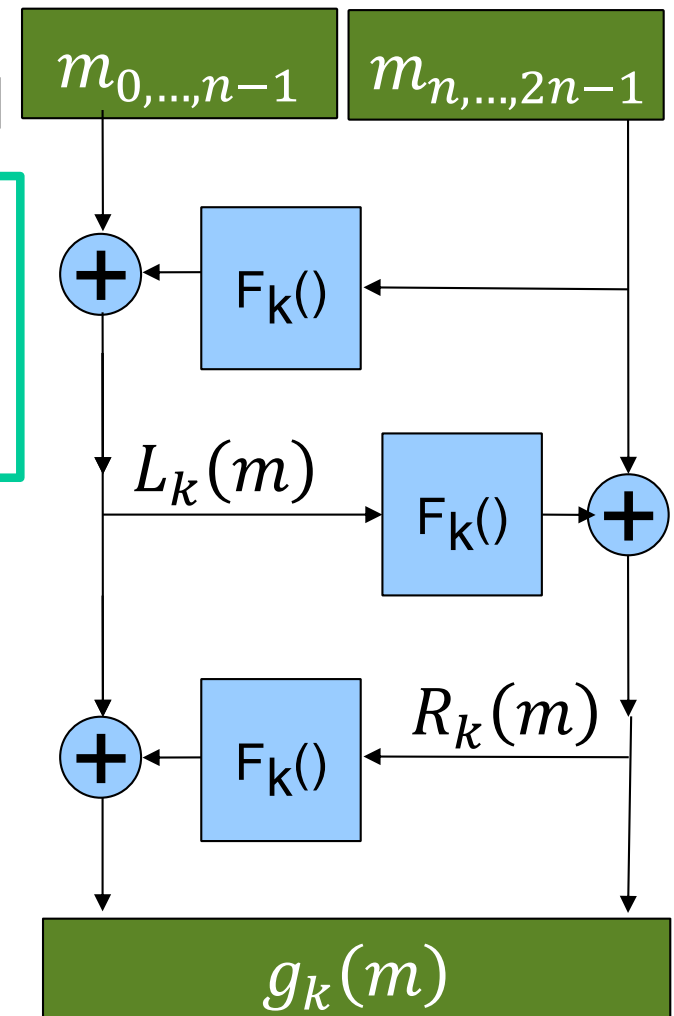 m_{0,…,n−1} m_{n,…,2n−1}
+ F_k()
L_k(m) F_k() +
R_k(m)
+ F_k()
g_k(m)